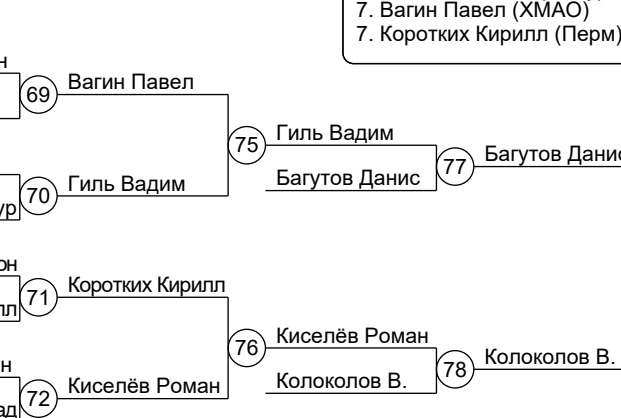 7. Вагин Павел (ХМАО)
7. Коротких Кирилл (Перм)
69
Вагин Павел
75
Гиль Вадим
Багутов Данис
77
Багутов Данис
70
Гиль Вадим
71
Коротких Кирилл
76
Киселёв Роман
Колоколов В.
78
Колоколов В.
72
Киселёв Роман